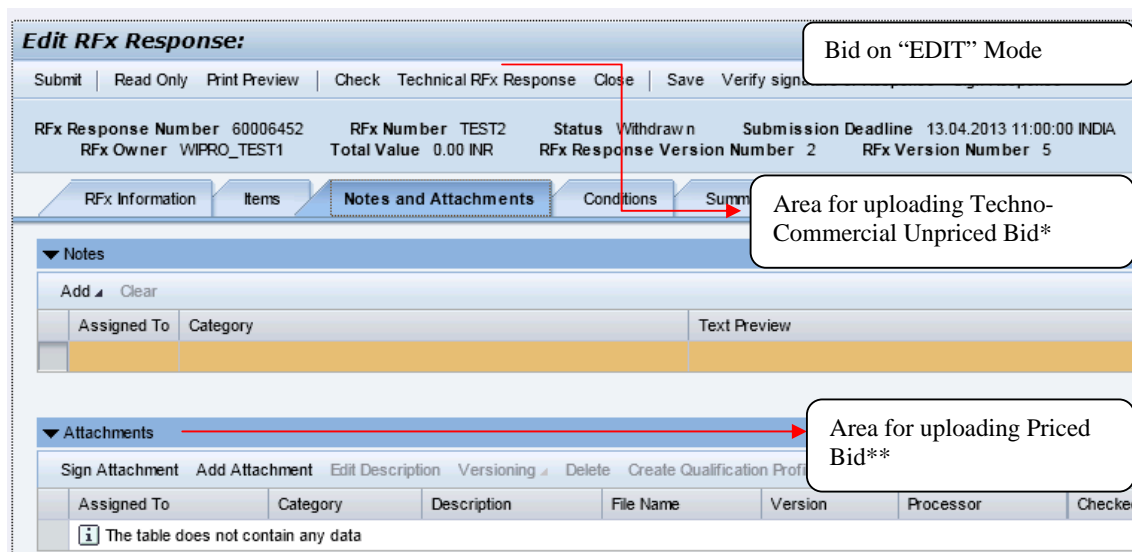 Edit RFx Response:
Bid on “EDIT” Mode
Submit Read Only Print Preview Check Technical RFx Response Close Save Verify
RFx Response Number 60006452 RFx Number TEST2 Status Withdrawn Submission Deadline 13.04.2013 11:00:00 INDIA
RFx Owner WIPRO_TEST1 Total Value 0.00 INR RFx Response Version Number 2 RFx Version Number 5
RFx Information Items Notes and Attachments Conditions Summ
Area for uploading Techno-
Commercial Unpriced Bid*
Notes
Add Clear
Assigned To Category Text Preview
Attachments
Area for uploading Priced
Bid**
Sign Attachment Add Attachment Edit Description Versioning Delete Create Qualification Profi
Assigned To Category Description File Name Version Processor Checke
The table does not contain any data